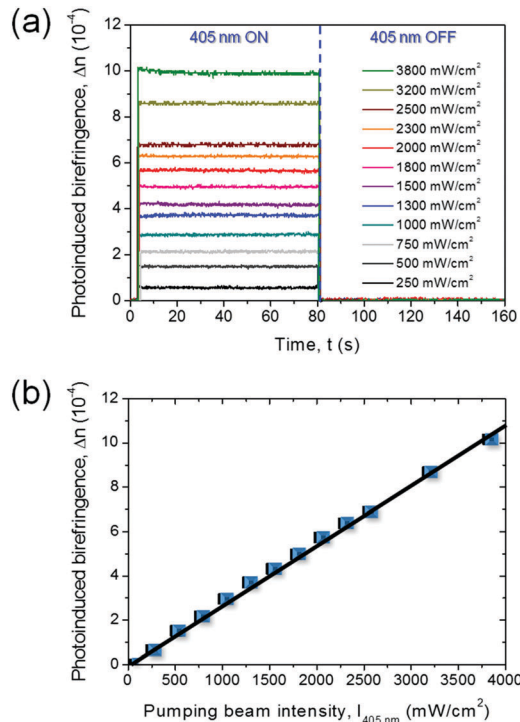 (a)
405 nm ON
405 nm OFF
Photoinduced birefringence, Δn (10⁻⁴)
12
10
8
6
4
2
0
3800 mW/cm²
3200 mW/cm²
2500 mW/cm²
2300 mW/cm²
2000 mW/cm²
1800 mW/cm²
1500 mW/cm²
1300 mW/cm²
1000 mW/cm²
750 mW/cm²
500 mW/cm²
250 mW/cm²
0 20 40 60 80 100 120 140 160
Time, t (s)
(b)
Photoinduced birefringence, Δn (10⁻⁴)
12
10
8
6
4
2
0
0 500 1000 1500 2000 2500 3000 3500 4000
Pumping beam intensity, I₄₀₅ ₙₘ (mW/cm²)